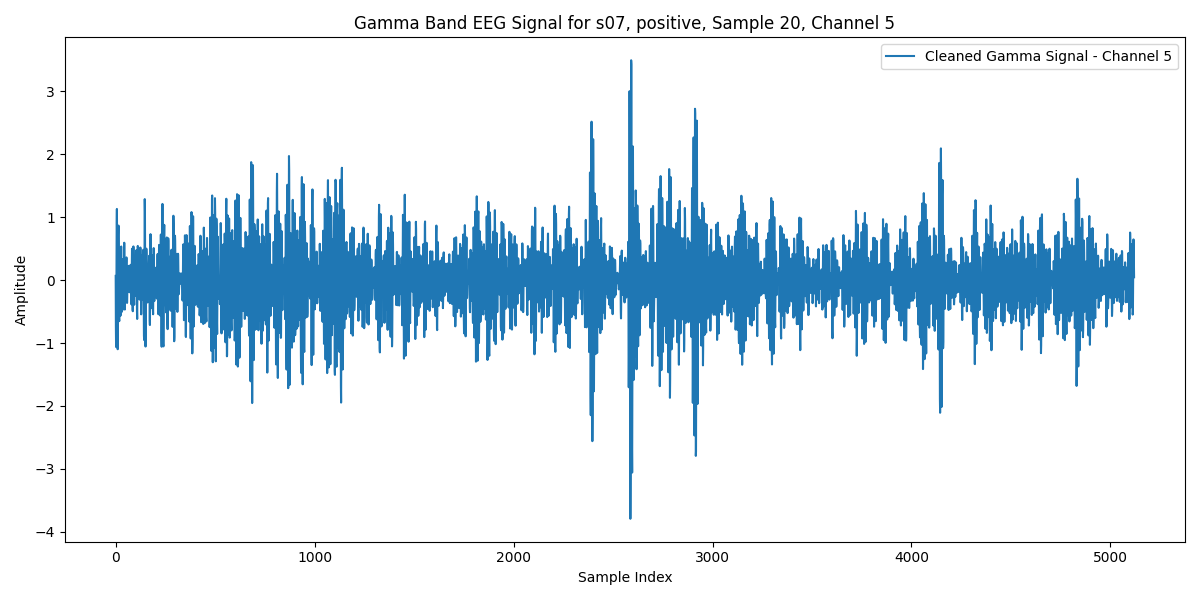 Gamma Band EEG Signal for s07, positive, Sample 20, Channel 5
Cleaned Gamma Signal - Channel 5
Amplitude
3
2
1
0
−1
−2
−3
−4
0 1000 2000 3000 4000 5000
Sample Index